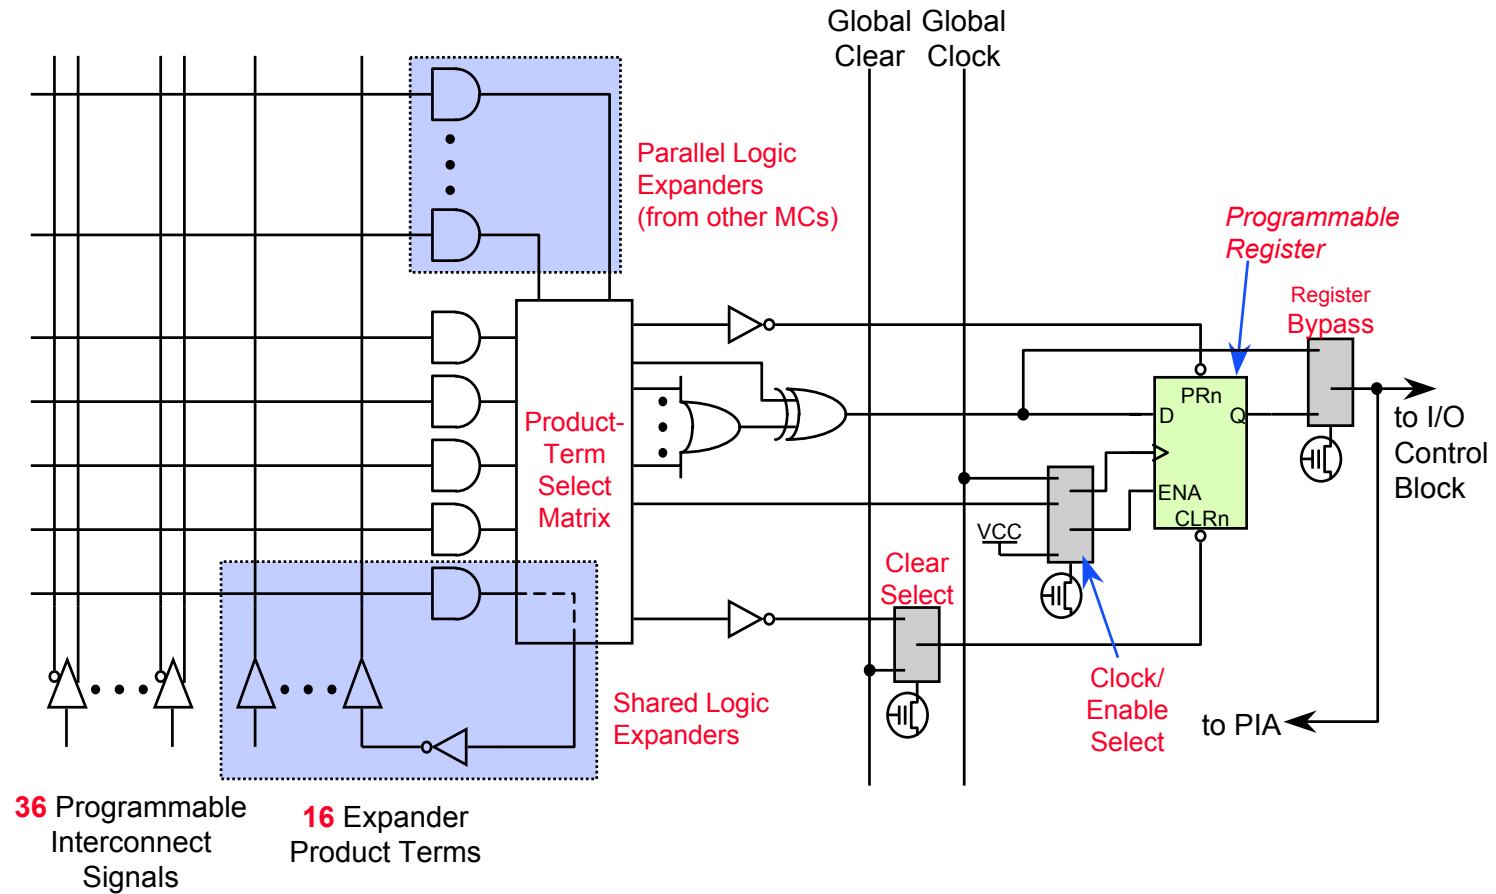 Global Global
Clear Clock
Parallel Logic
Expanders
(from other MCs)
Programmable
Register
Register
Bypass
PRn
D
Q
ENA
CLRn
to I/O
Control
Block
Product-
Term
Select
Matrix
VCC
Clear
Select
Clock/
Enable
Select
to PIA
Shared Logic
Expanders
36 Programmable
Interconnect
Signals
16 Expander
Product Terms